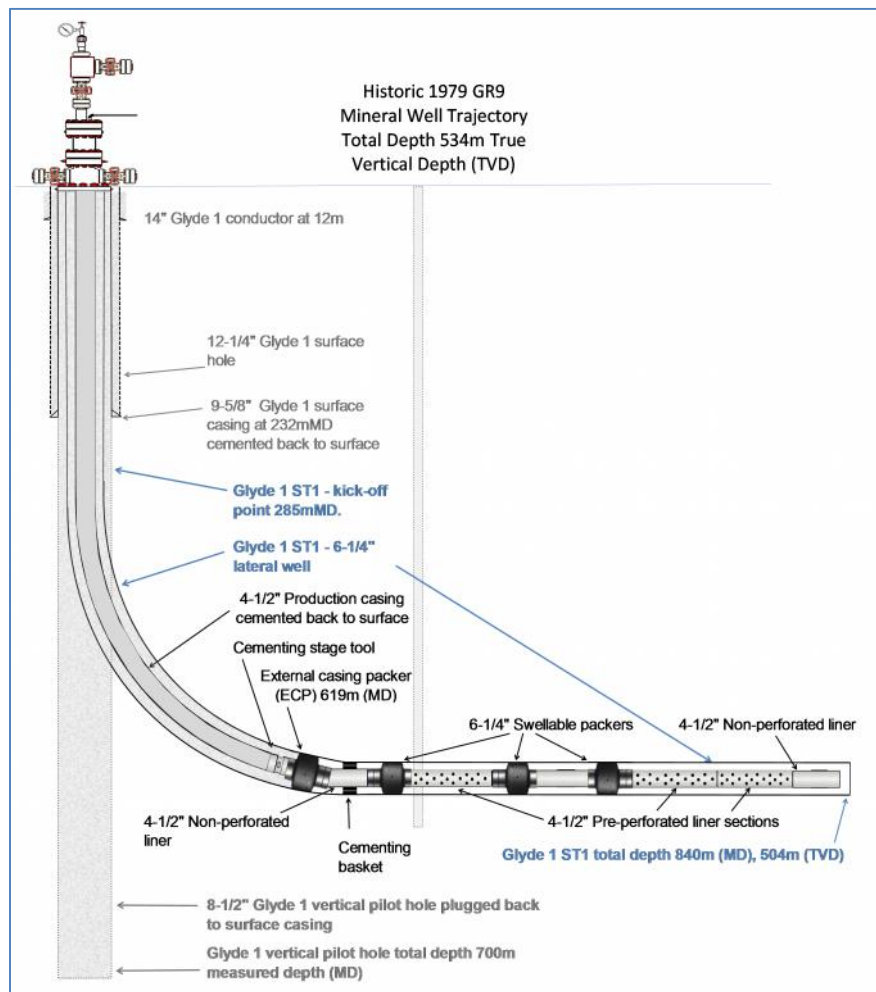 Historic 1979 GR9
Mineral Well Trajectory
Total Depth 534m True
Vertical Depth (TVD)
14" Glyde 1 conductor at 12m
12-1/4" Glyde 1 surface
hole
9-5/8" Glyde 1 surface
casing at 232mMD
cemented back to surface
Glyde 1 ST1 - kick-off
point 285mMD.
Glyde 1 ST1 - 6-1/4"
lateral well
4-1/2" Production casing
cemented back to surface
Cementing stage tool
External casing packer
(ECP) 619m (MD)
6-1/4" Swellable packers
4-1/2" Non-perforated liner
4-1/2" Non-perforated
liner
Cementing
basket
4-1/2" Pre-perforated liner sections
Glyde 1 ST1 total depth 840m (MD), 504m (TVD)
8-1/2" Glyde 1 vertical pilot hole plugged back
to surface casing
Glyde 1 vertical pilot hole total depth 700m
measured depth (MD)